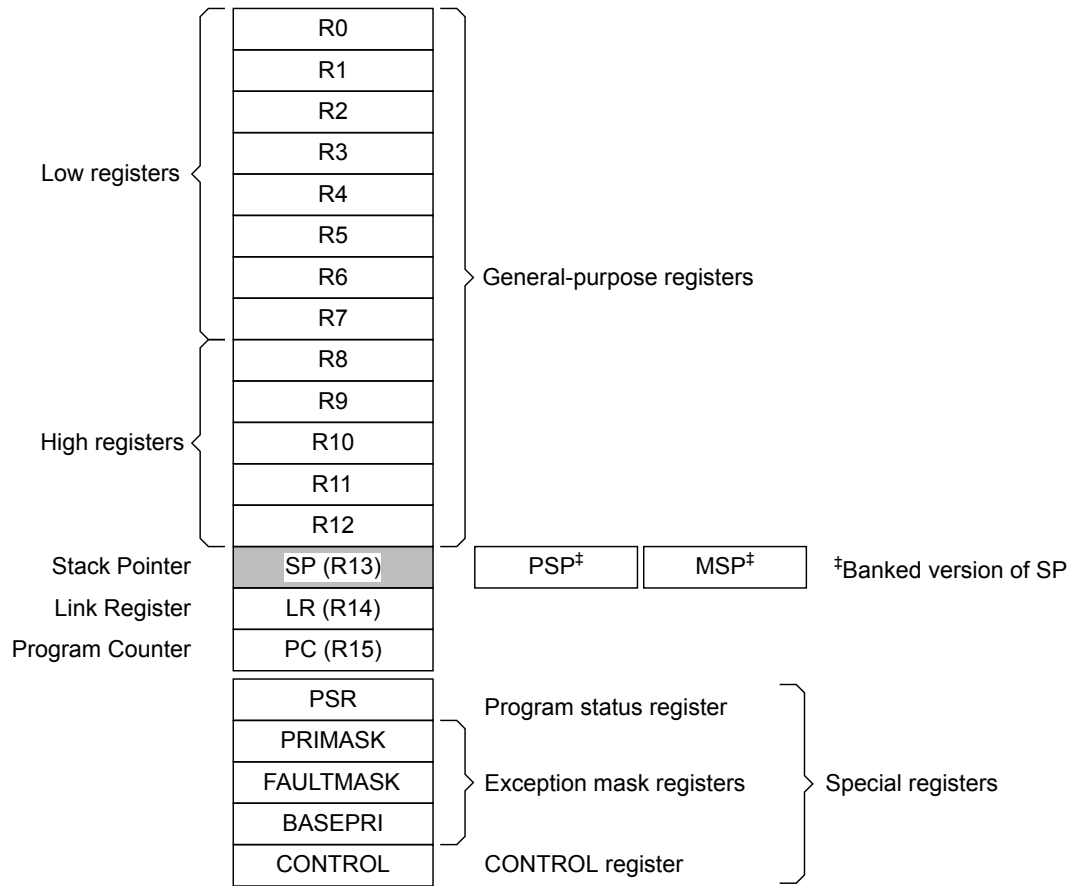 R0
R1
R2
R3
Low registers
R4
R5
R6
General-purpose registers
R7
R8
R9
High registers
R10
R11
R12
Stack Pointer SP (R13) PSP‡ MSP‡ ‡Banked version of SP
Link Register LR (R14)
Program Counter PC (R15)
PSR Program status register
PRIMASK
FAULTMASK Exception mask registers Special registers
BASEPRI
CONTROL CONTROL register